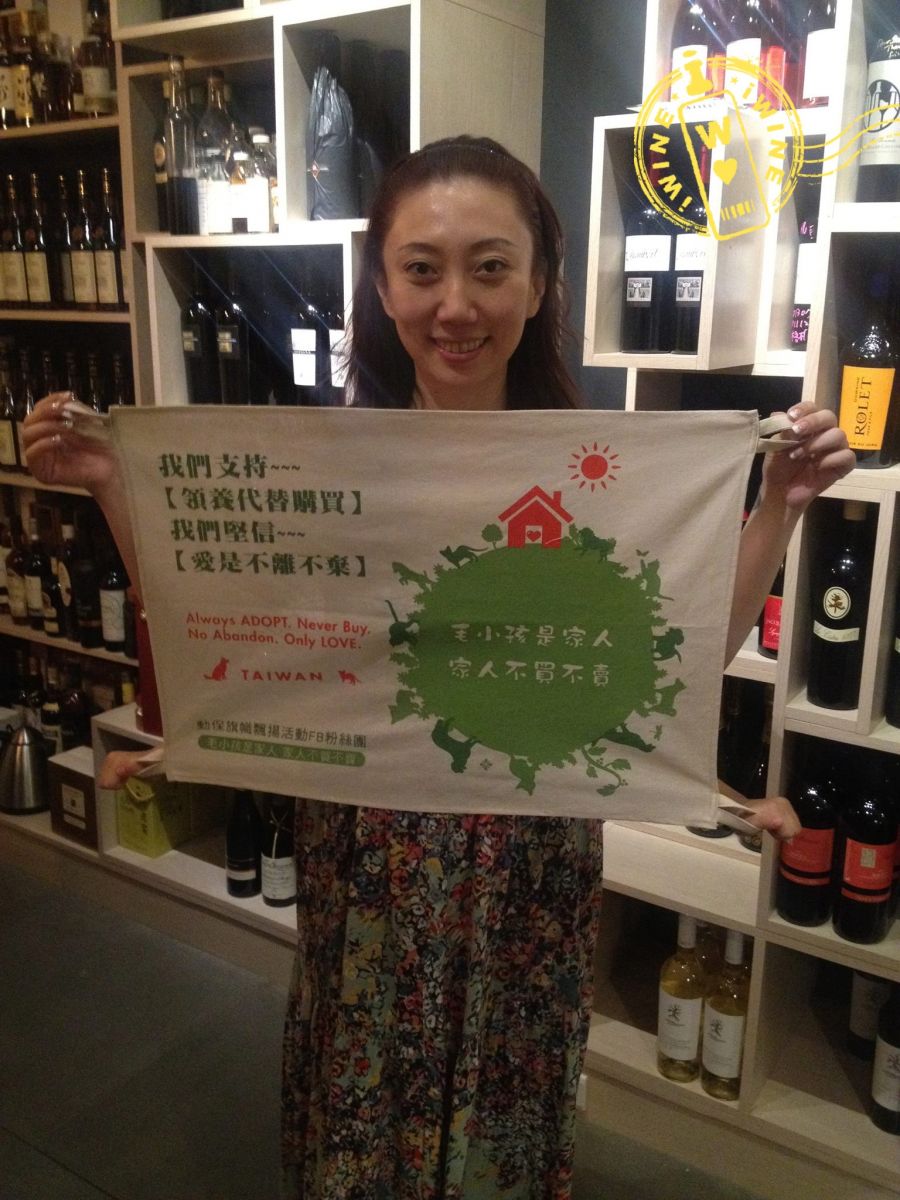 我們支持~~~
【領養代替購買】
我們堅信~~~
【愛是不離不棄】
Always ADOPT. Never Buy.
No Abandon. Only LOVE.
TAIWAN
動保旗幟飄揚活動FB粉絲團
毛小孩是家人 家人不買不賣
毛小孩是家人
家人不買不賣
iWINE
iWINE
W
ROLET